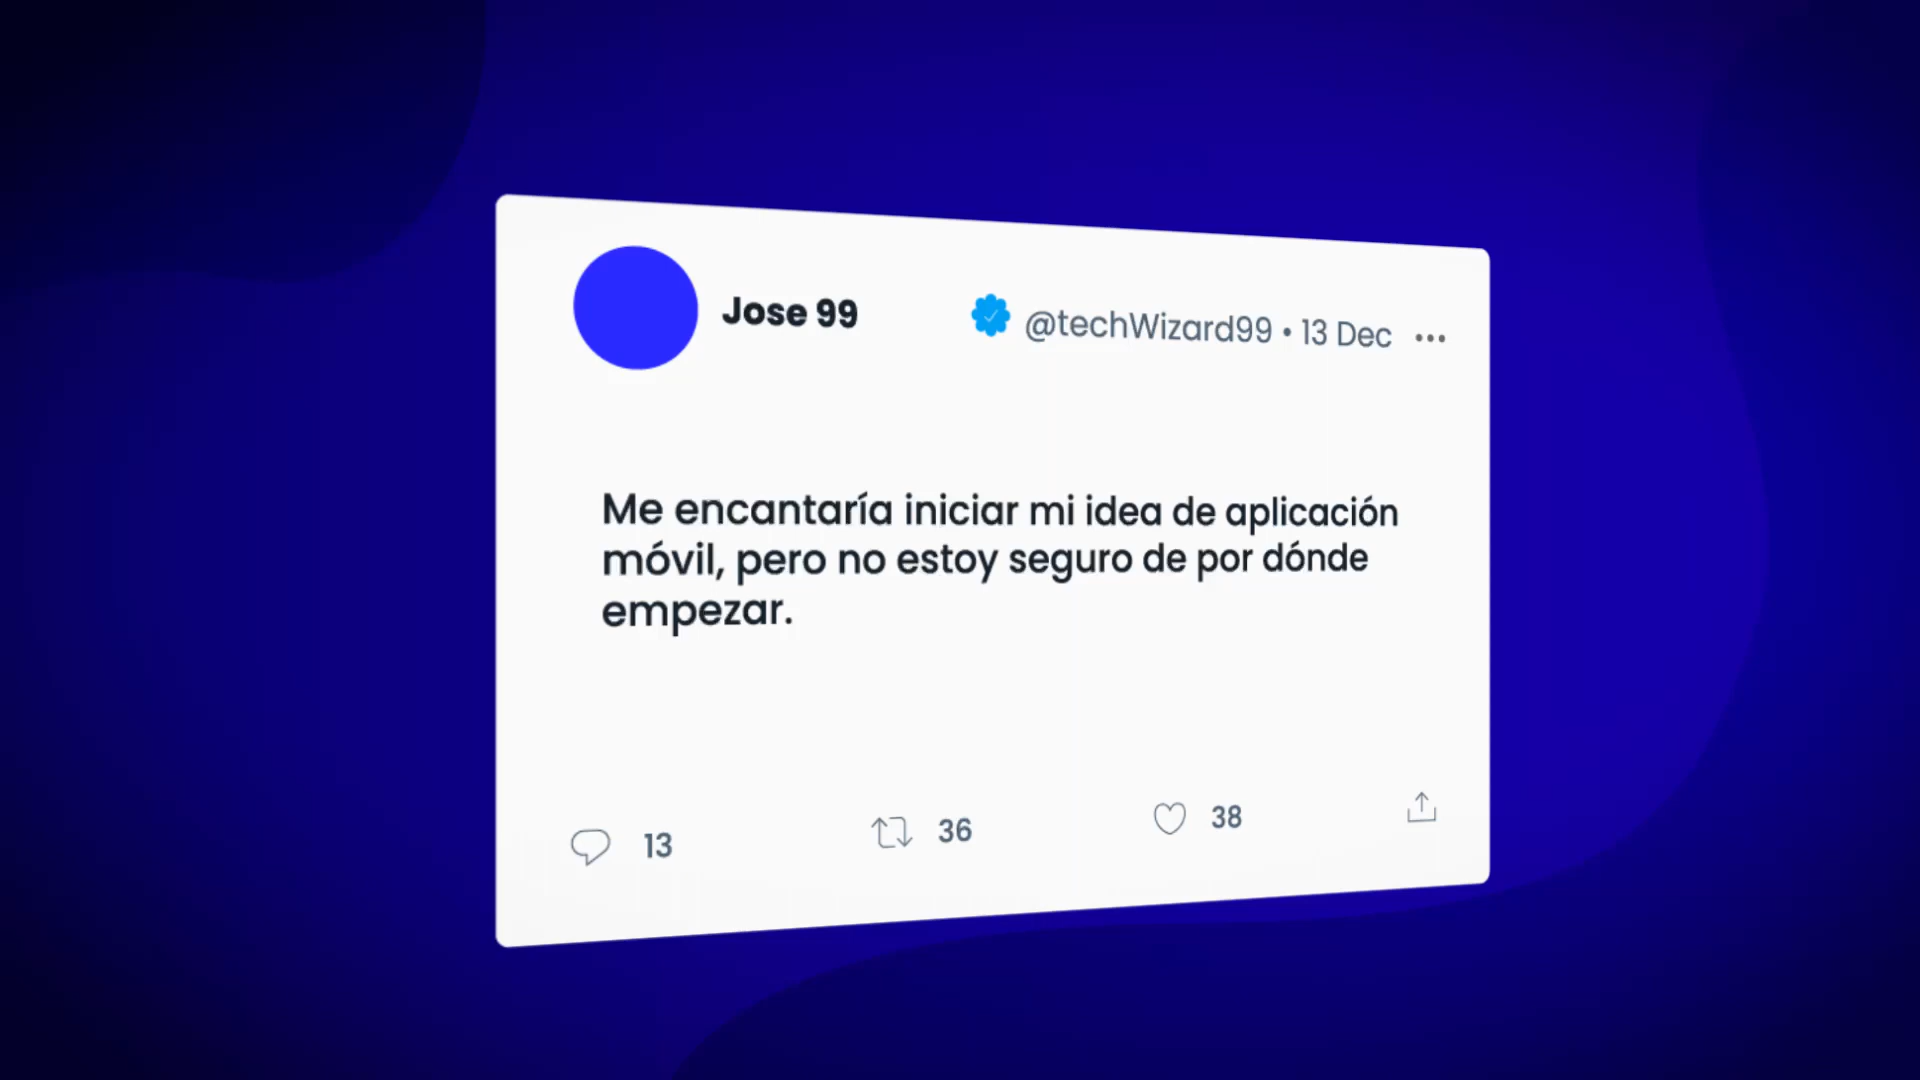 Jose 99
@techWizard99 • 13 Dec
Me encantaría iniciar mi idea de aplicación
móvil, pero no estoy seguro de por dónde
empezar.
13
36
38